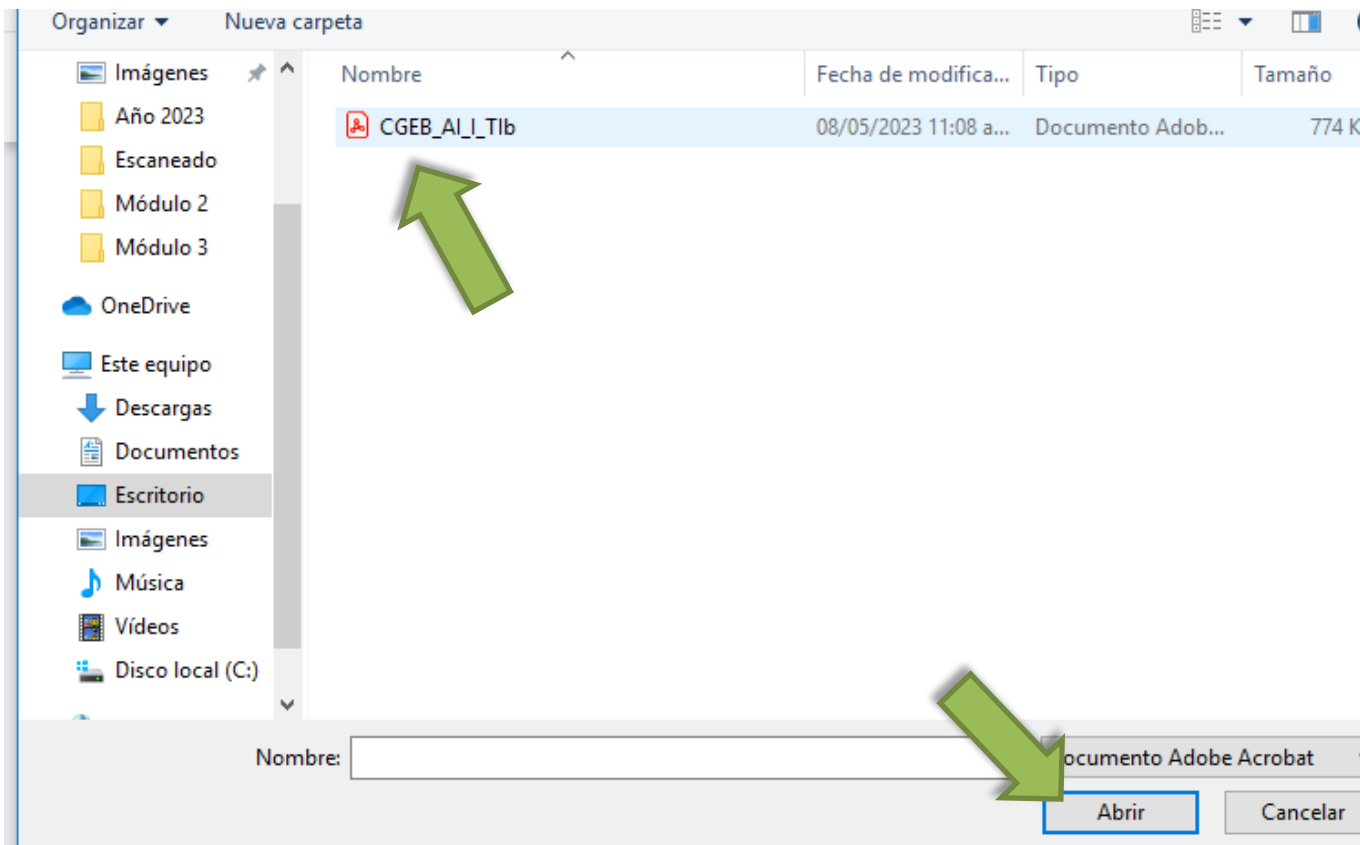 Organizar Nueva carpeta
Nombre Fecha de modifica... Tipo Tamaño
CGEB_AI_I_TIb 08/05/2023 11:08 a... Documento Adob... 774 K
Imágenes
Año 2023
Escaneado
Módulo 2
Módulo 3
OneDrive
Este equipo
Descargas
Documentos
Escritorio
Imágenes
Música
Vídeos
Disco local (C:)
Nombre: ocumento Adobe Acrobat
Abrir Cancelar